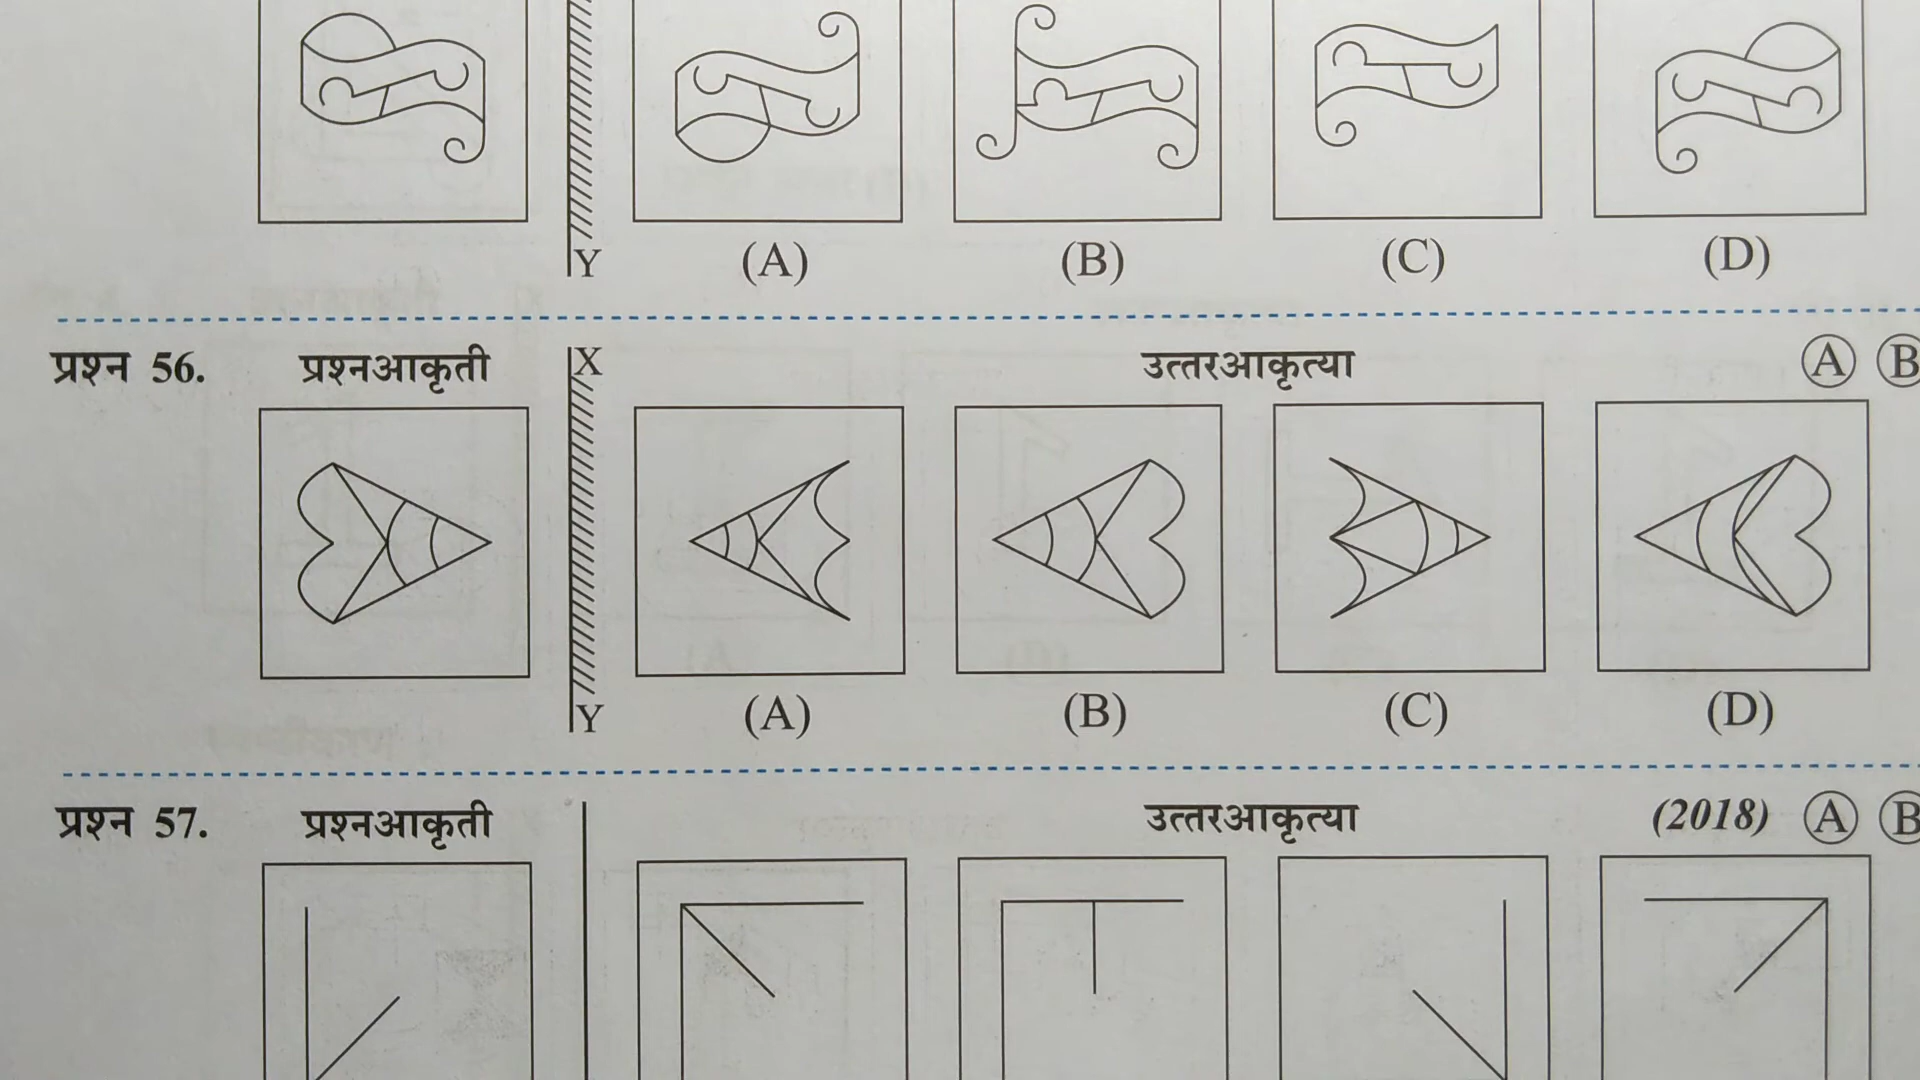 Y (A) (B) (C) (D)
प्रश्न 56. प्रश्नआकृती X उत्तरआकृत्या A B
Y (A) (B) (C) (D)
प्रश्न 57. प्रश्नआकृती उत्तरआकृत्या (2018) A B